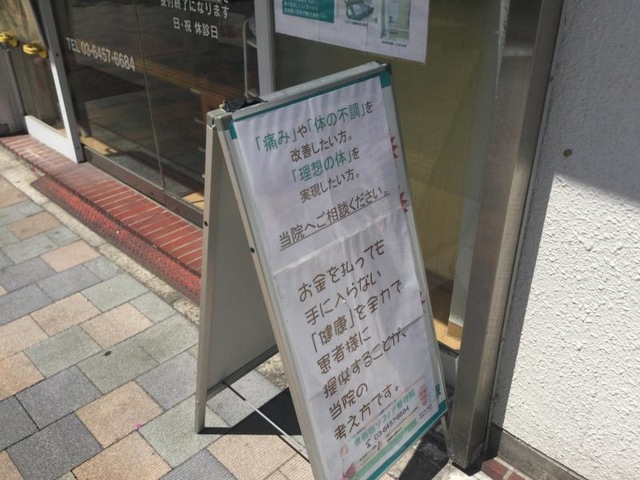 受付終了になります
日・祝 休診日
TEL 03-6457-6684
「痛み」や「体の不調」を
改善したい方。
「理想の体」を
実現したい方。
当院へご相談ください。
お金を払っても
手に入らない
「健康」を全力で
患者様に
提供することが、
当院の
考え方です。
03-6457-6684